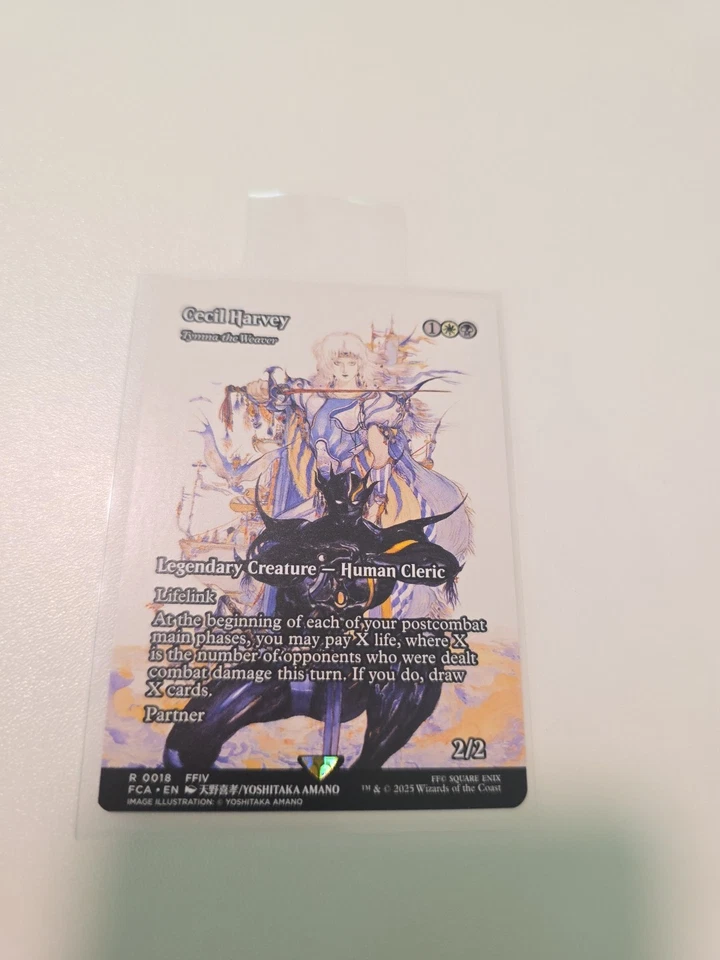 Cecil Harvey
1
Tymna the Weaver
Legendary Creature — Human Cleric
Lifelink
At the beginning of each of your postcombat
main phases, you may pay X life, where X
is the number of opponents who were dealt
combat damage this turn. If you do, draw
X cards.
Partner
2/2
R 0018 FFIV
FCA • EN 天野喜孝/YOSHITAKA AMANO
IMAGE ILLUSTRATION: © YOSHITAKA AMANO
FF© SQUARE ENIX
™ & © 2025 Wizards of the Coast